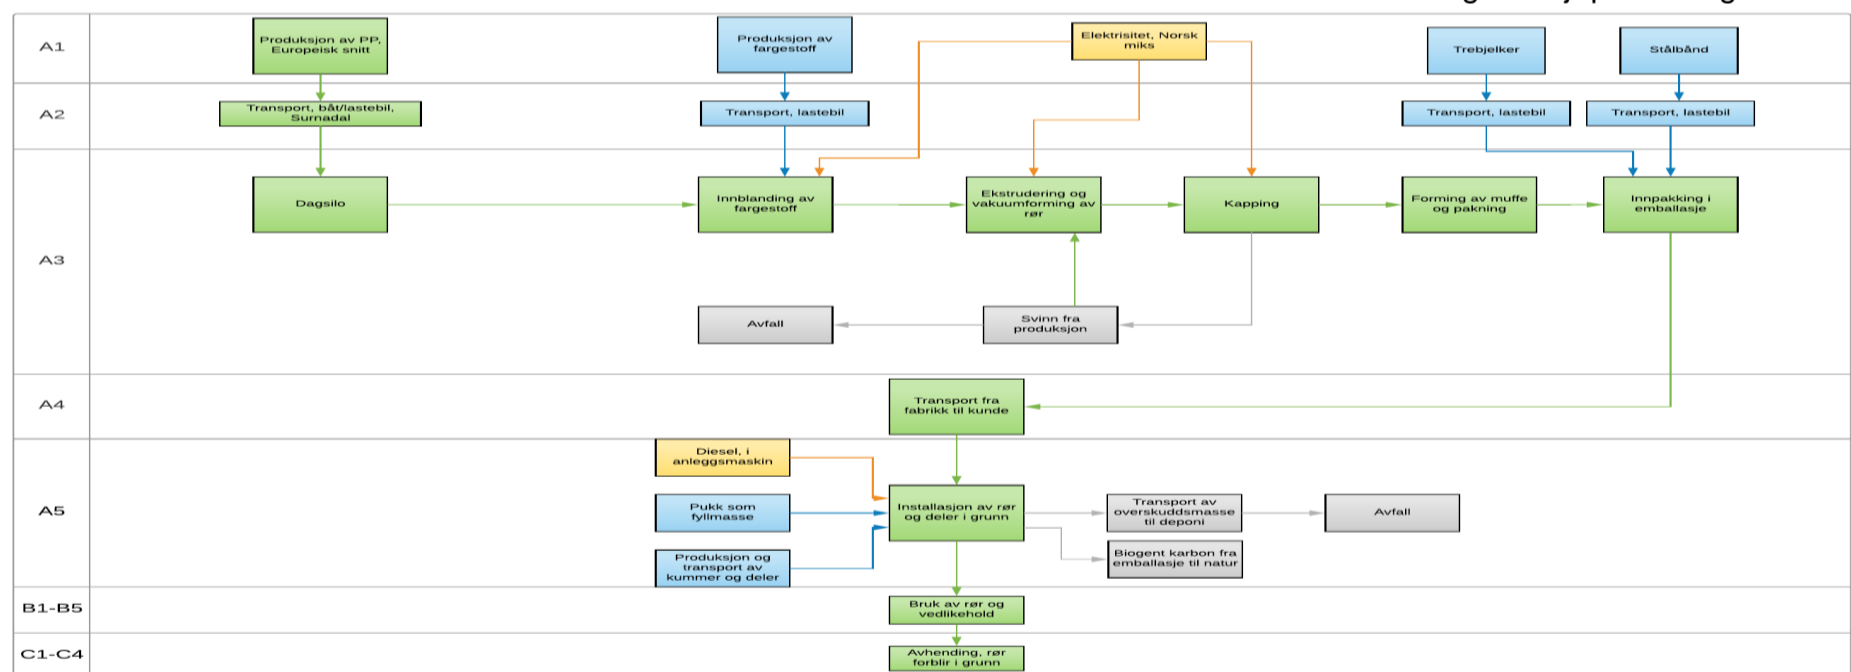 A1
Produksjon av PP,
Europeisk snitt
Produksjon av
fargestoff
Elektrisitet, Norsk
miks
Trebjelker
Stålbånd
A2
Transport, båt/lastebil,
Surnadal
Transport, lastebil
Transport, lastebil
Transport, lastebil
A3
Dagsilo
Innblanding av
fargestoff
Ekstrudering og
vakuumforming av
rør
Kapping
Forming av muffe
og pakning
Innpakking i
emballasje
Avfall
Svinn fra
produksjon
A4
Transport fra
fabrikk til kunde
A5
Diesel, i
anleggsmaskin
Pukk som
fyllmasse
Produksjon og
transport av
kummer og deler
Installasjon av rør
og deler i grunn
Transport av
overskuddsmasse
til deponi
Avfall
Biogent karbon fra
emballasje til natur
B1-B5
Bruk av rør og
vedlikehold
C1-C4
Avhending, rør
forblir i grunn